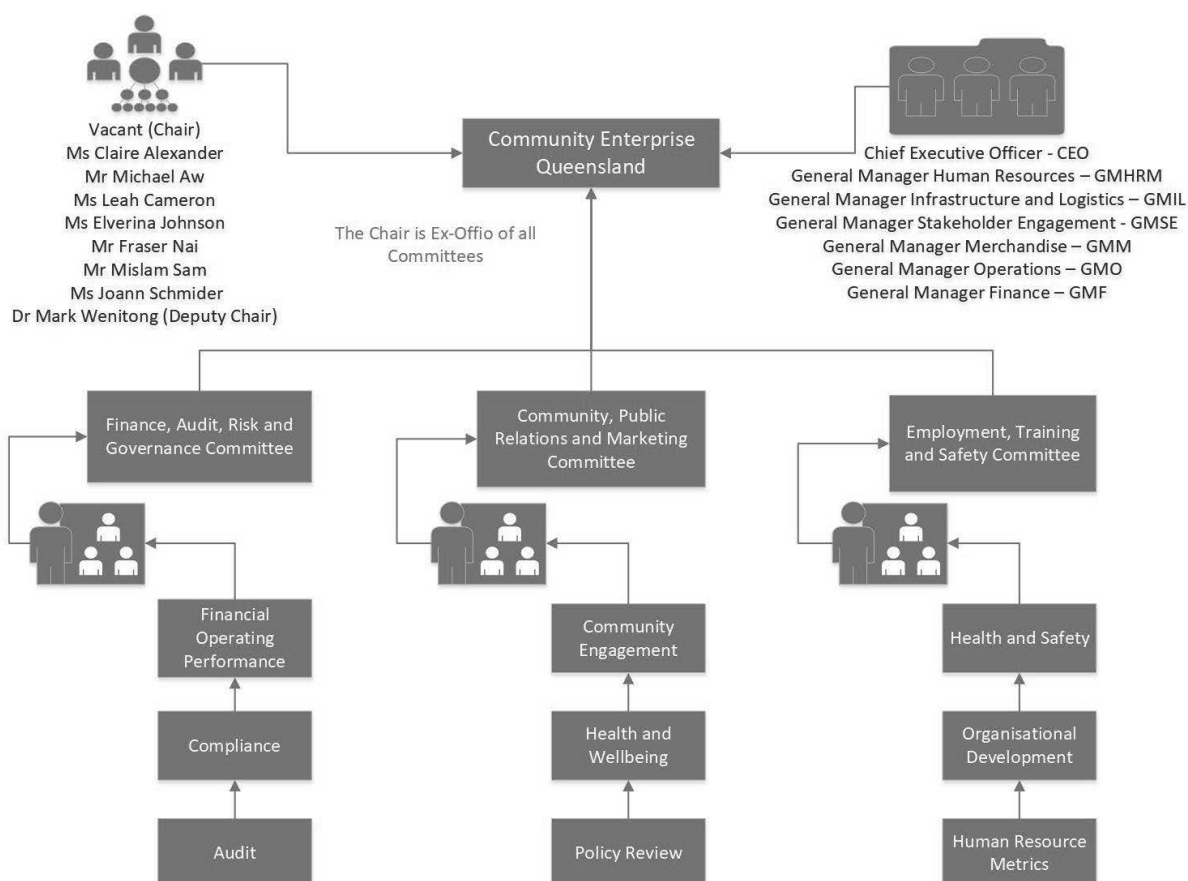 Vacant (Chair)
Ms Claire Alexander
Mr Michael Aw
Ms Leah Cameron
Ms Elverina Johnson
Mr Fraser Nai
Mr Mislam Sam
Ms Joann Schmider
Dr Mark Wenitong (Deputy Chair)
Community Enterprise
Queensland
Chief Executive Officer - CEO
General Manager Human Resources – GMHRM
General Manager Infrastructure and Logistics – GMIL
General Manager Stakeholder Engagement - GMSE
General Manager Merchandise – GMM
General Manager Operations – GMO
General Manager Finance – GMF
The Chair is Ex-Offio of all
Committees
Finance, Audit, Risk and
Governance Committee
Community, Public
Relations and Marketing
Committee
Employment, Training
and Safety Committee
Financial
Operating
Performance
Compliance
Audit
Community
Engagement
Health and
Wellbeing
Policy Review
Health and Safety
Organisational
Development
Human Resource
Metrics